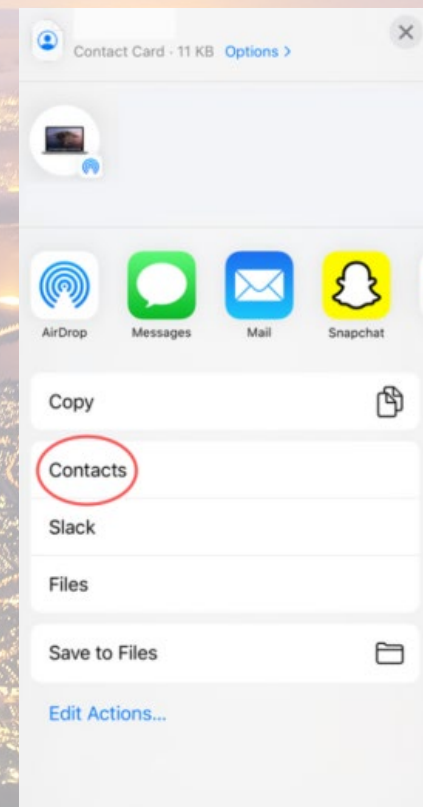 Contact Card · 11 KB Options >
AirDrop Messages Mail Snapchat
Copy
Contacts
Slack
Files
Save to Files
Edit Actions...